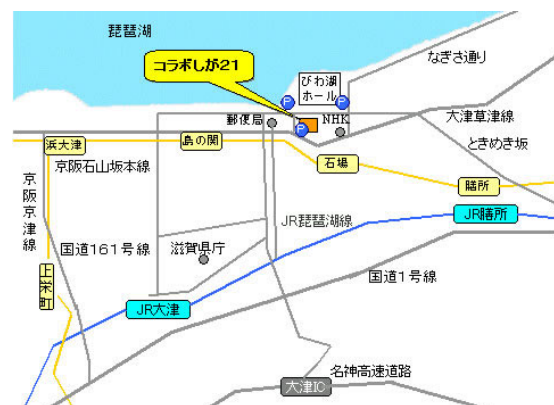 琵琶湖
コラボしが21
びわ湖
ホール
なぎさ通り
P
P
P
郵便局
NHK
大津草津線
ときめき坂
浜大津
島の関
石場
膳所
京阪石山坂本線
京阪京津線
JR膳所
JR琵琶湖線
国道161号線
滋賀県庁
国道1号線
上栄町
JR大津
名神高速道路
大津IC